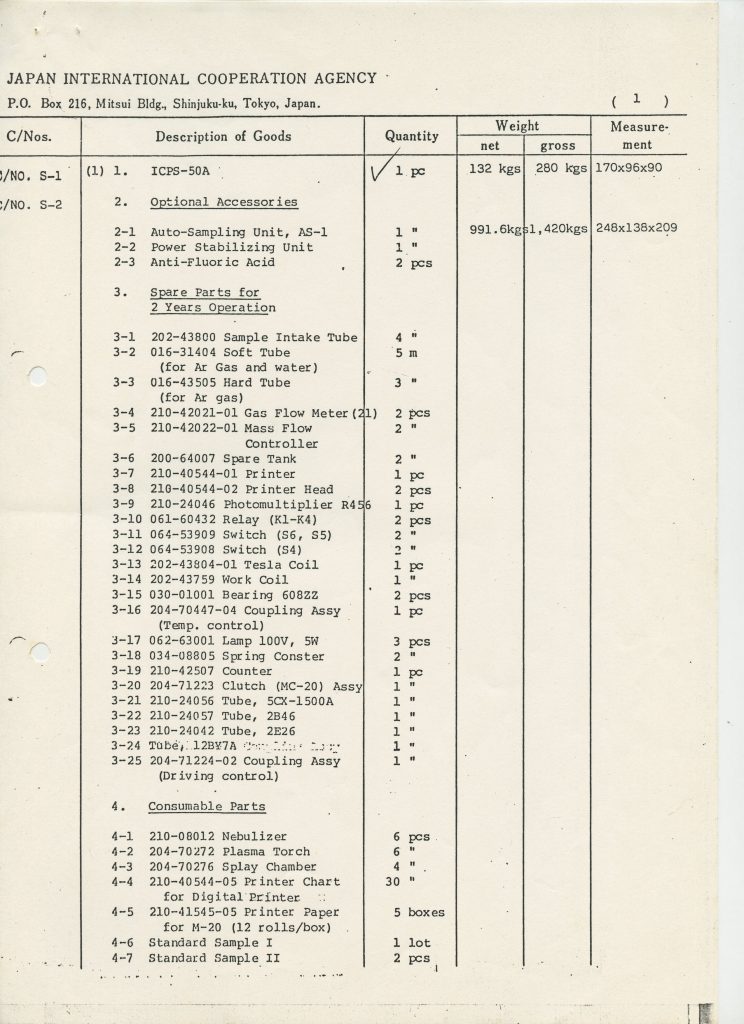 JAPAN INTERNATIONAL COOPERATION AGENCY
P.O. Box 216, Mitsui Bldg., Shinjuku-ku, Tokyo, Japan. ( 1 )
C/Nos. Description of Goods Quantity Weight net gross Measure-
ment
/NO. S-1 (1) 1. ICPS-50A 1 pc 132 kgs 280 kgs 170x96x90
/NO. S-2 2. Optional Accessories
2-1 Auto-Sampling Unit, AS-1 1 " 991.6kgs 1,420kgs 248x138x209
2-2 Power Stabilizing Unit 1 "
2-3 Anti-Fluoric Acid 2 pcs
3. Spare Parts for
2 Years Operation
3-1 202-43800 Sample Intake Tube 4 "
3-2 016-31404 Soft Tube 5 m
(for Ar Gas and water)
3-3 016-43505 Hard Tube 3 "
(for Ar gas)
3-4 210-42021-01 Gas Flow Meter(21) 2 pcs
3-5 210-42022-01 Mass Flow 2 "
Controller
3-6 200-64007 Spare Tank 2 "
3-7 210-40544-01 Printer 1 pc
3-8 210-40544-02 Printer Head 2 pcs
3-9 210-24046 Photomultiplier R456 1 pc
3-10 061-60432 Relay (K1-K4) 2 pcs
3-11 064-53909 Switch (S6, S5) 2 "
3-12 064-53908 Switch (S4) 2 "
3-13 202-43804-01 Tesla Coil 1 pc
3-14 202-43759 Work Coil 1 "
3-15 030-01001 Bearing 608ZZ 2 pcs
3-16 204-70447-04 Coupling Assy 1 pc
(Temp. control)
3-17 062-63001 Lamp 100V, 5W 3 pcs
3-18 034-08805 Spring Conster 2 "
3-19 210-42507 Counter 1 pc
3-20 204-71223 Clutch (MC-20) Assy 1 "
3-21 210-24056 Tube, 5CX-1500A 1 "
3-22 210-24057 Tube, 2B46 1 "
3-23 210-24042 Tube, 2E26 1 "
3-24 Tube, 12BY7A 1 "
3-25 204-71224-02 Coupling Assy 1 "
(Driving control)
4. Consumable Parts
4-1 210-08012 Nebulizer 6 pcs
4-2 204-70272 Plasma Torch 6 "
4-3 204-70276 Splay Chamber 4 "
4-4 210-40544-05 Printer Chart 30 "
for Digital Printer
4-5 210-41545-05 Printer Paper 5 boxes
for M-20 (12 rolls/box)
4-6 Standard Sample I 1 lot
4-7 Standard Sample II 2 pcs